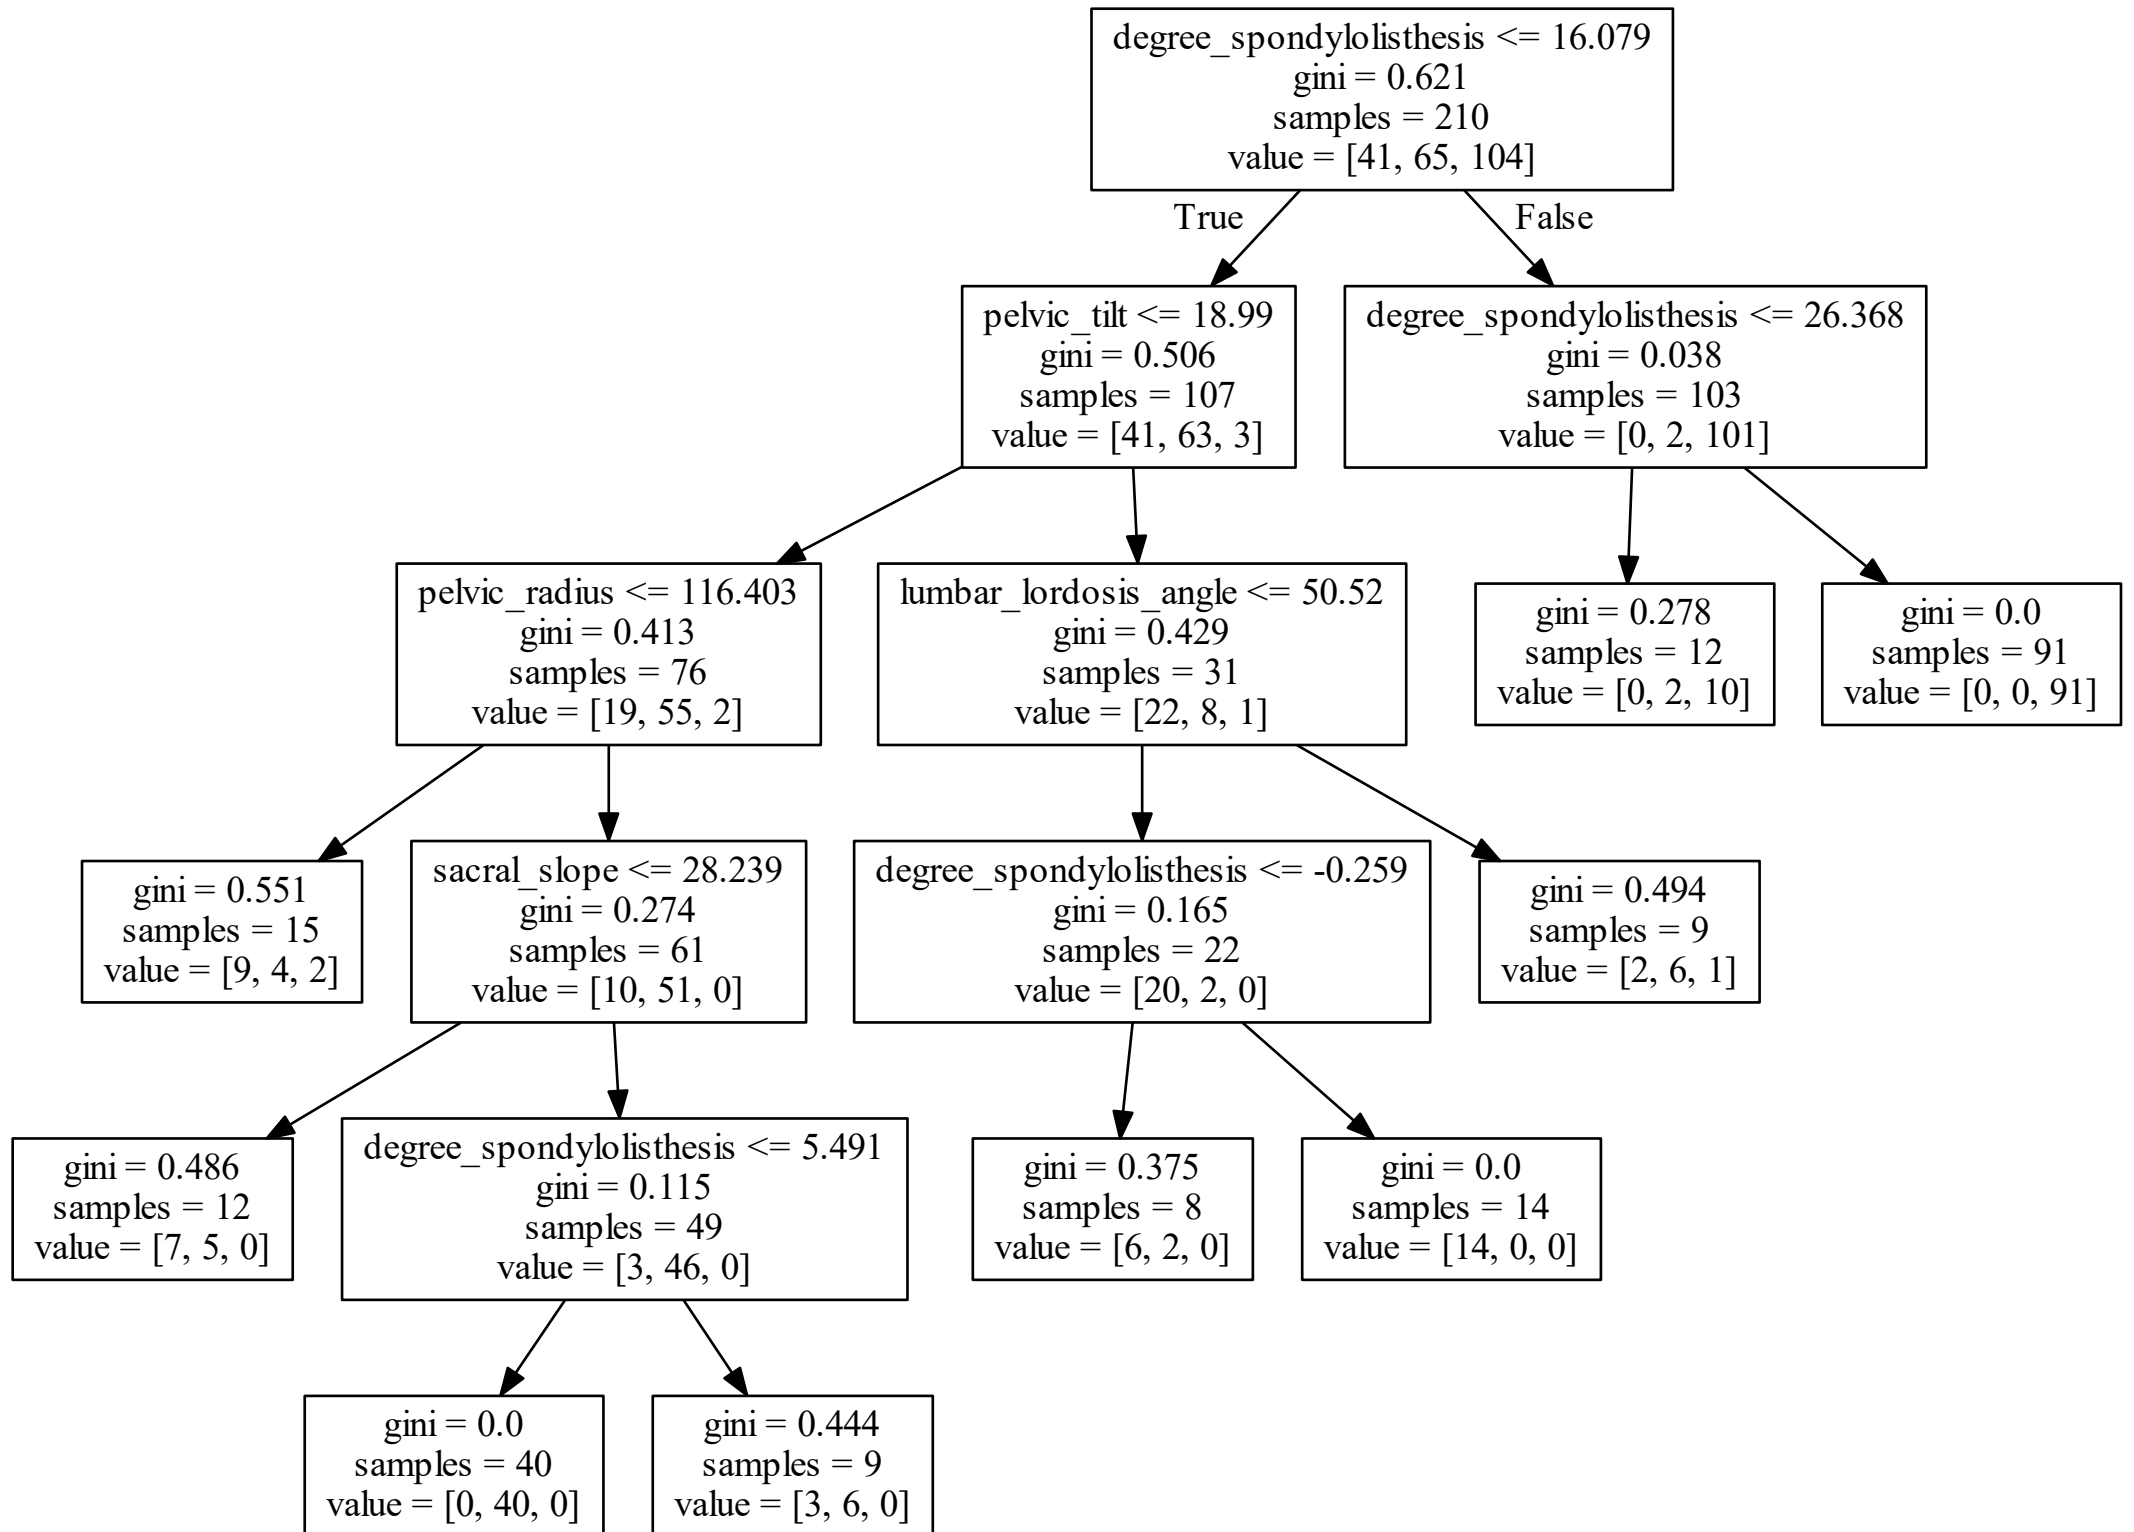 degree_spondylolisthesis <= 16.079
gini = 0.621
samples = 210
value = [41, 65, 104]
True
False
pelvic_tilt <= 18.99
gini = 0.506
samples = 107
value = [41, 63, 3]
degree_spondylolisthesis <= 26.368
gini = 0.038
samples = 103
value = [0, 2, 101]
pelvic_radius <= 116.403
gini = 0.413
samples = 76
value = [19, 55, 2]
lumbar_lordosis_angle <= 50.52
gini = 0.429
samples = 31
value = [22, 8, 1]
gini = 0.278
samples = 12
value = [0, 2, 10]
gini = 0.0
samples = 91
value = [0, 0, 91]
gini = 0.551
samples = 15
value = [9, 4, 2]
sacral_slope <= 28.239
gini = 0.274
samples = 61
value = [10, 51, 0]
degree_spondylolisthesis <= -0.259
gini = 0.165
samples = 22
value = [20, 2, 0]
gini = 0.494
samples = 9
value = [2, 6, 1]
gini = 0.486
samples = 12
value = [7, 5, 0]
degree_spondylolisthesis <= 5.491
gini = 0.115
samples = 49
value = [3, 46, 0]
gini = 0.375
samples = 8
value = [6, 2, 0]
gini = 0.0
samples = 14
value = [14, 0, 0]
gini = 0.0
samples = 40
value = [0, 40, 0]
gini = 0.444
samples = 9
value = [3, 6, 0]